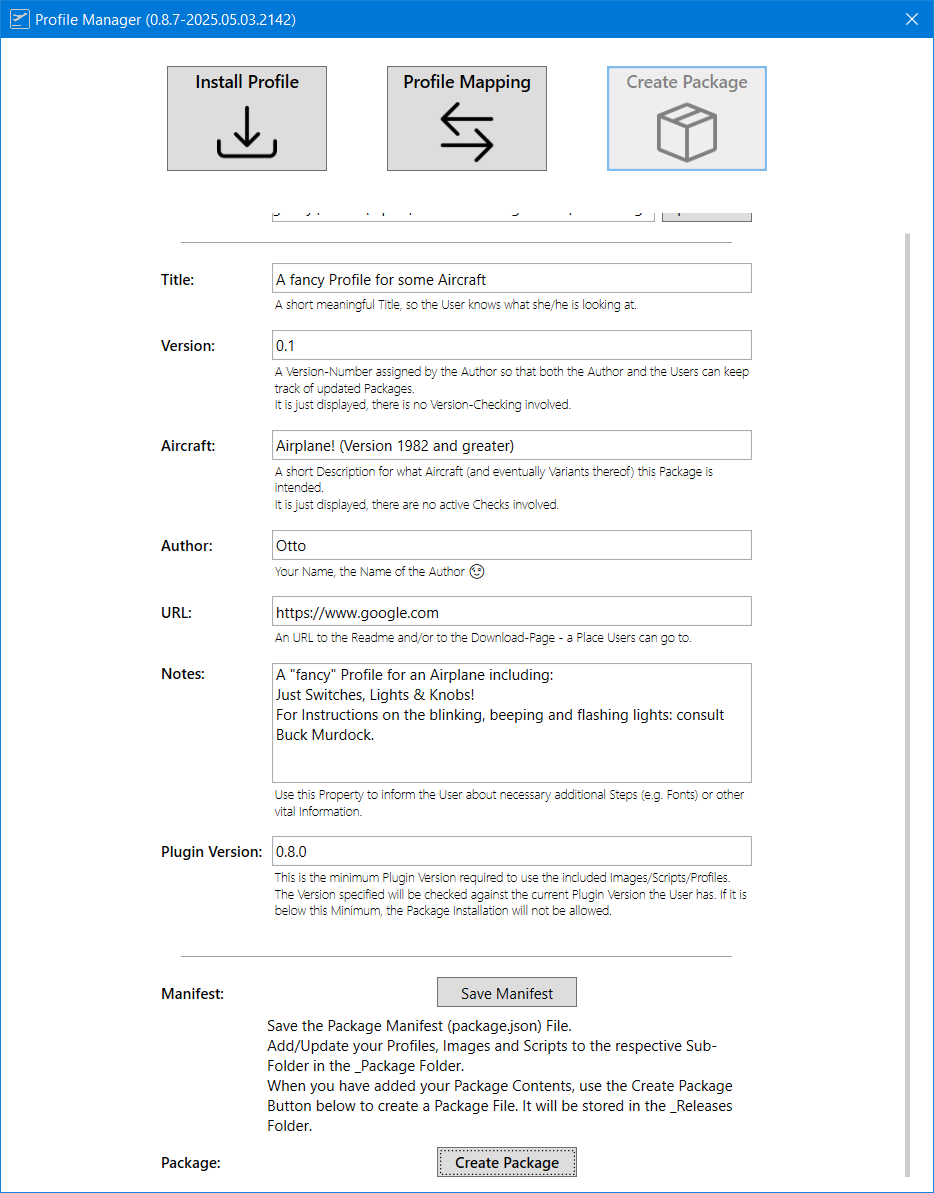 Profile Manager (0.8.7-2025.05.03.2142)
Install Profile
Profile Mapping
Create Package
Title:
A fancy Profile for some Aircraft
A short meaningful Title, so the User knows what she/he is looking at.
Version:
0.1
A Version-Number assigned by the Author so that both the Author and the Users can keep
track of updated Packages.
It is just displayed, there is no Version-Checking involved.
Aircraft:
Airplane! (Version 1982 and greater)
A short Description for what Aircraft (and eventually Variants thereof) this Package is
intended.
It is just displayed, there are no active Checks involved.
Author:
Otto
Your Name, the Name of the Author 😉
URL:
https://www.google.com
An URL to the Readme and/or to the Download-Page - a Place Users can go to.
Notes:
A "fancy" Profile for an Airplane including:
Just Switches, Lights & Knobs!
For Instructions on the blinking, beeping and flashing lights: consult
Buck Murdock.
Use this Property to inform the User about necessary additional Steps (e.g. Fonts) or other
vital Information.
Plugin Version:
0.8.0
This is the minimum Plugin Version required to use the included Images/Scripts/Profiles.
The Version specified will be checked against the current Plugin Version the User has. If it is
below this Minimum, the Package Installation will not be allowed.
Manifest:
Save Manifest
Save the Package Manifest (package.json) File.
Add/Update your Profiles, Images and Scripts to the respective Sub-
Folder in the _Package Folder.
When you have added your Package Contents, use the Create Package
Button below to create a Package File. It will be stored in the _Releases
Folder.
Package:
Create Package